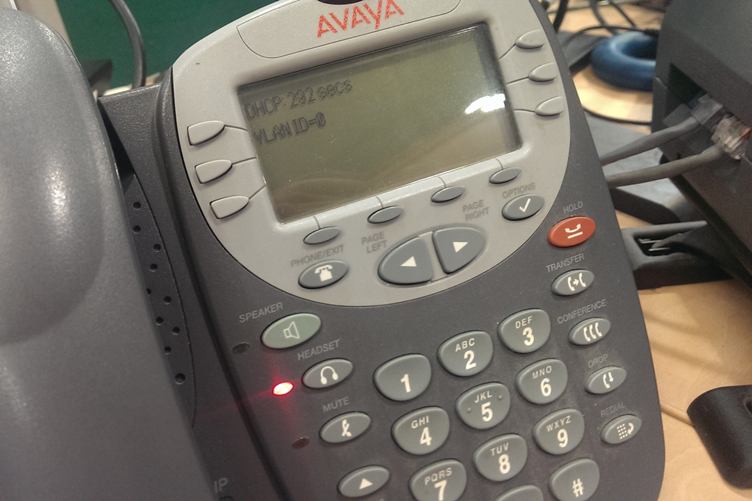 AVAYA
DHCP: 292 secs
VLAN ID=0
PHONE/EXIT
PAGE LEFT
PAGE RIGHT
OPTIONS
HOLD
TRANSFER
SPEAKER
HEADSET
MUTE
CONFERENCE
DROP
REDIAL
1
ABC 2
DEF 3
GHI 4
JKL 5
MNO 6
PQRS 7
TUV 8
WXYZ 9
#
IP